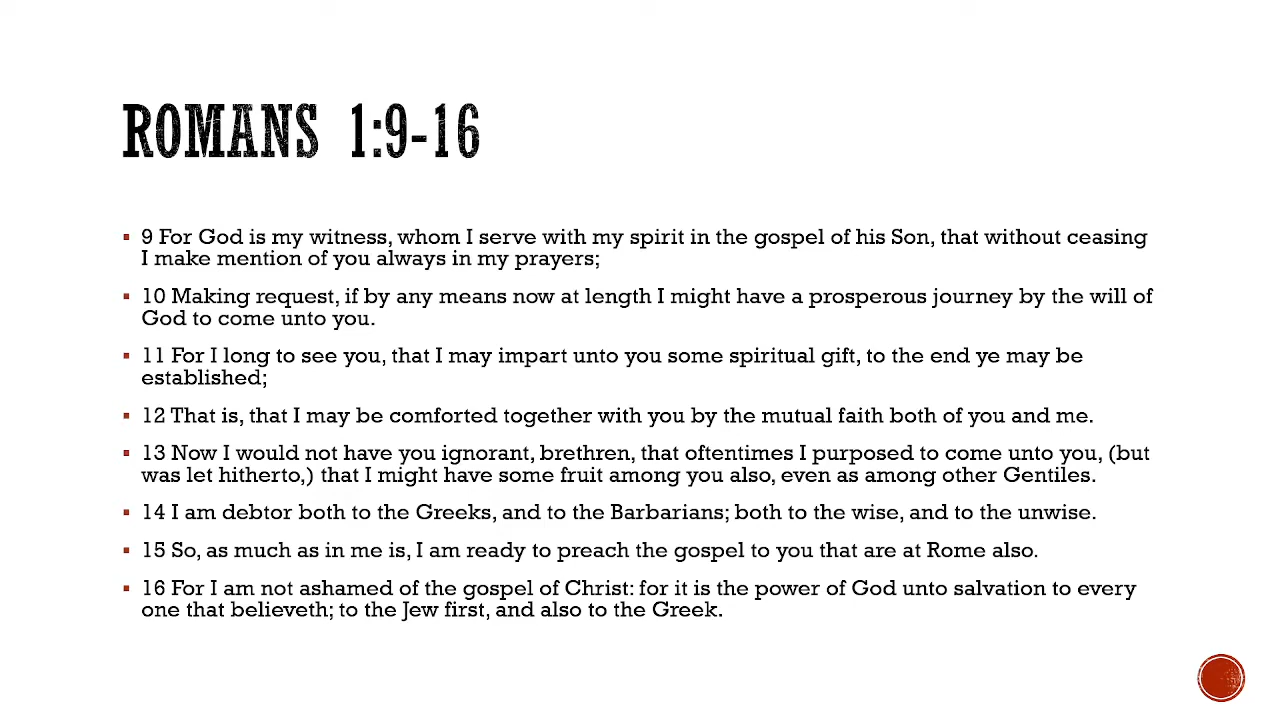 ROMANS 1:9-16
▪ 9 For God is my witness, whom I serve with my spirit in the gospel of his Son, that without ceasing
I make mention of you always in my prayers;
▪ 10 Making request, if by any means now at length I might have a prosperous journey by the will of
God to come unto you.
▪ 11 For I long to see you, that I may impart unto you some spiritual gift, to the end ye may be
established;
▪ 12 That is, that I may be comforted together with you by the mutual faith both of you and me.
▪ 13 Now I would not have you ignorant, brethren, that oftentimes I purposed to come unto you, (but
was let hitherto,) that I might have some fruit among you also, even as among other Gentiles.
▪ 14 I am debtor both to the Greeks, and to the Barbarians; both to the wise, and to the unwise.
▪ 15 So, as much as in me is, I am ready to preach the gospel to you that are at Rome also.
▪ 16 For I am not ashamed of the gospel of Christ: for it is the power of God unto salvation to every
one that believeth; to the Jew first, and also to the Greek.